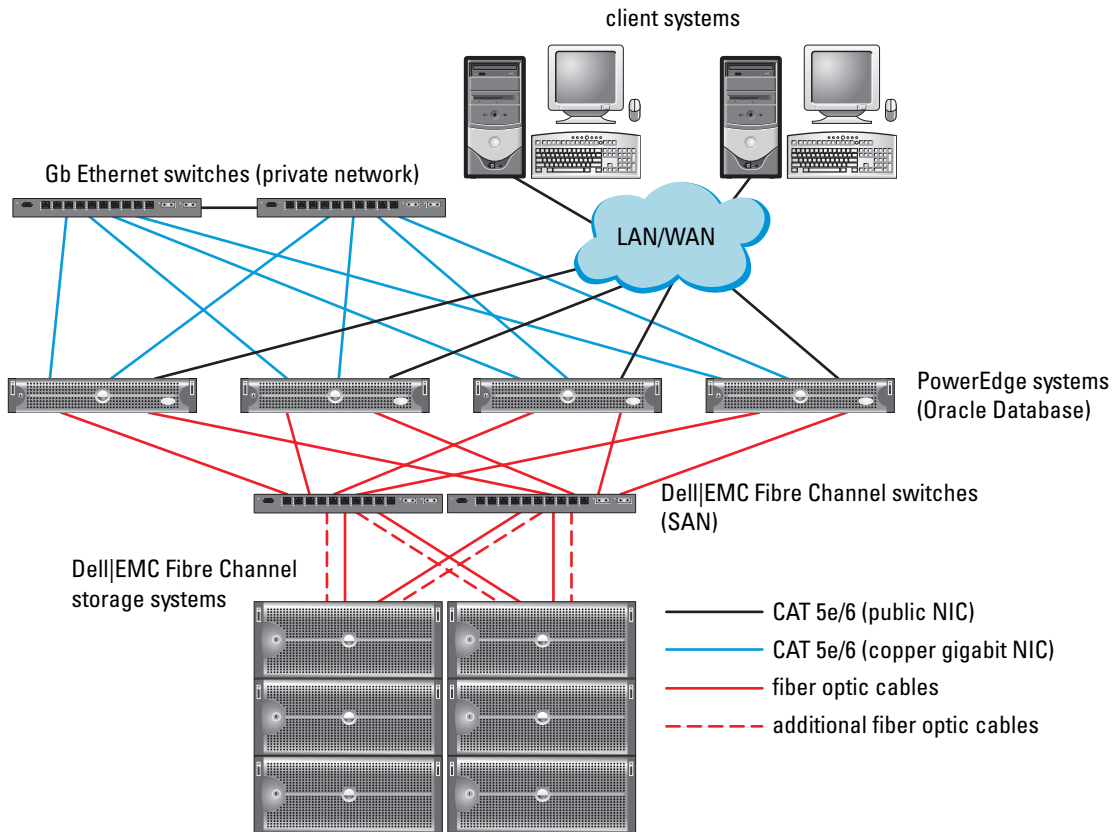 client systems
Gb Ethernet switches (private network)
LAN/WAN
PowerEdge systems
(Oracle Database)
Dell|EMC Fibre Channel switches
(SAN)
Dell|EMC Fibre Channel
storage systems
CAT 5e/6 (public NIC)
CAT 5e/6 (copper gigabit NIC)
fiber optic cables
additional fiber optic cables